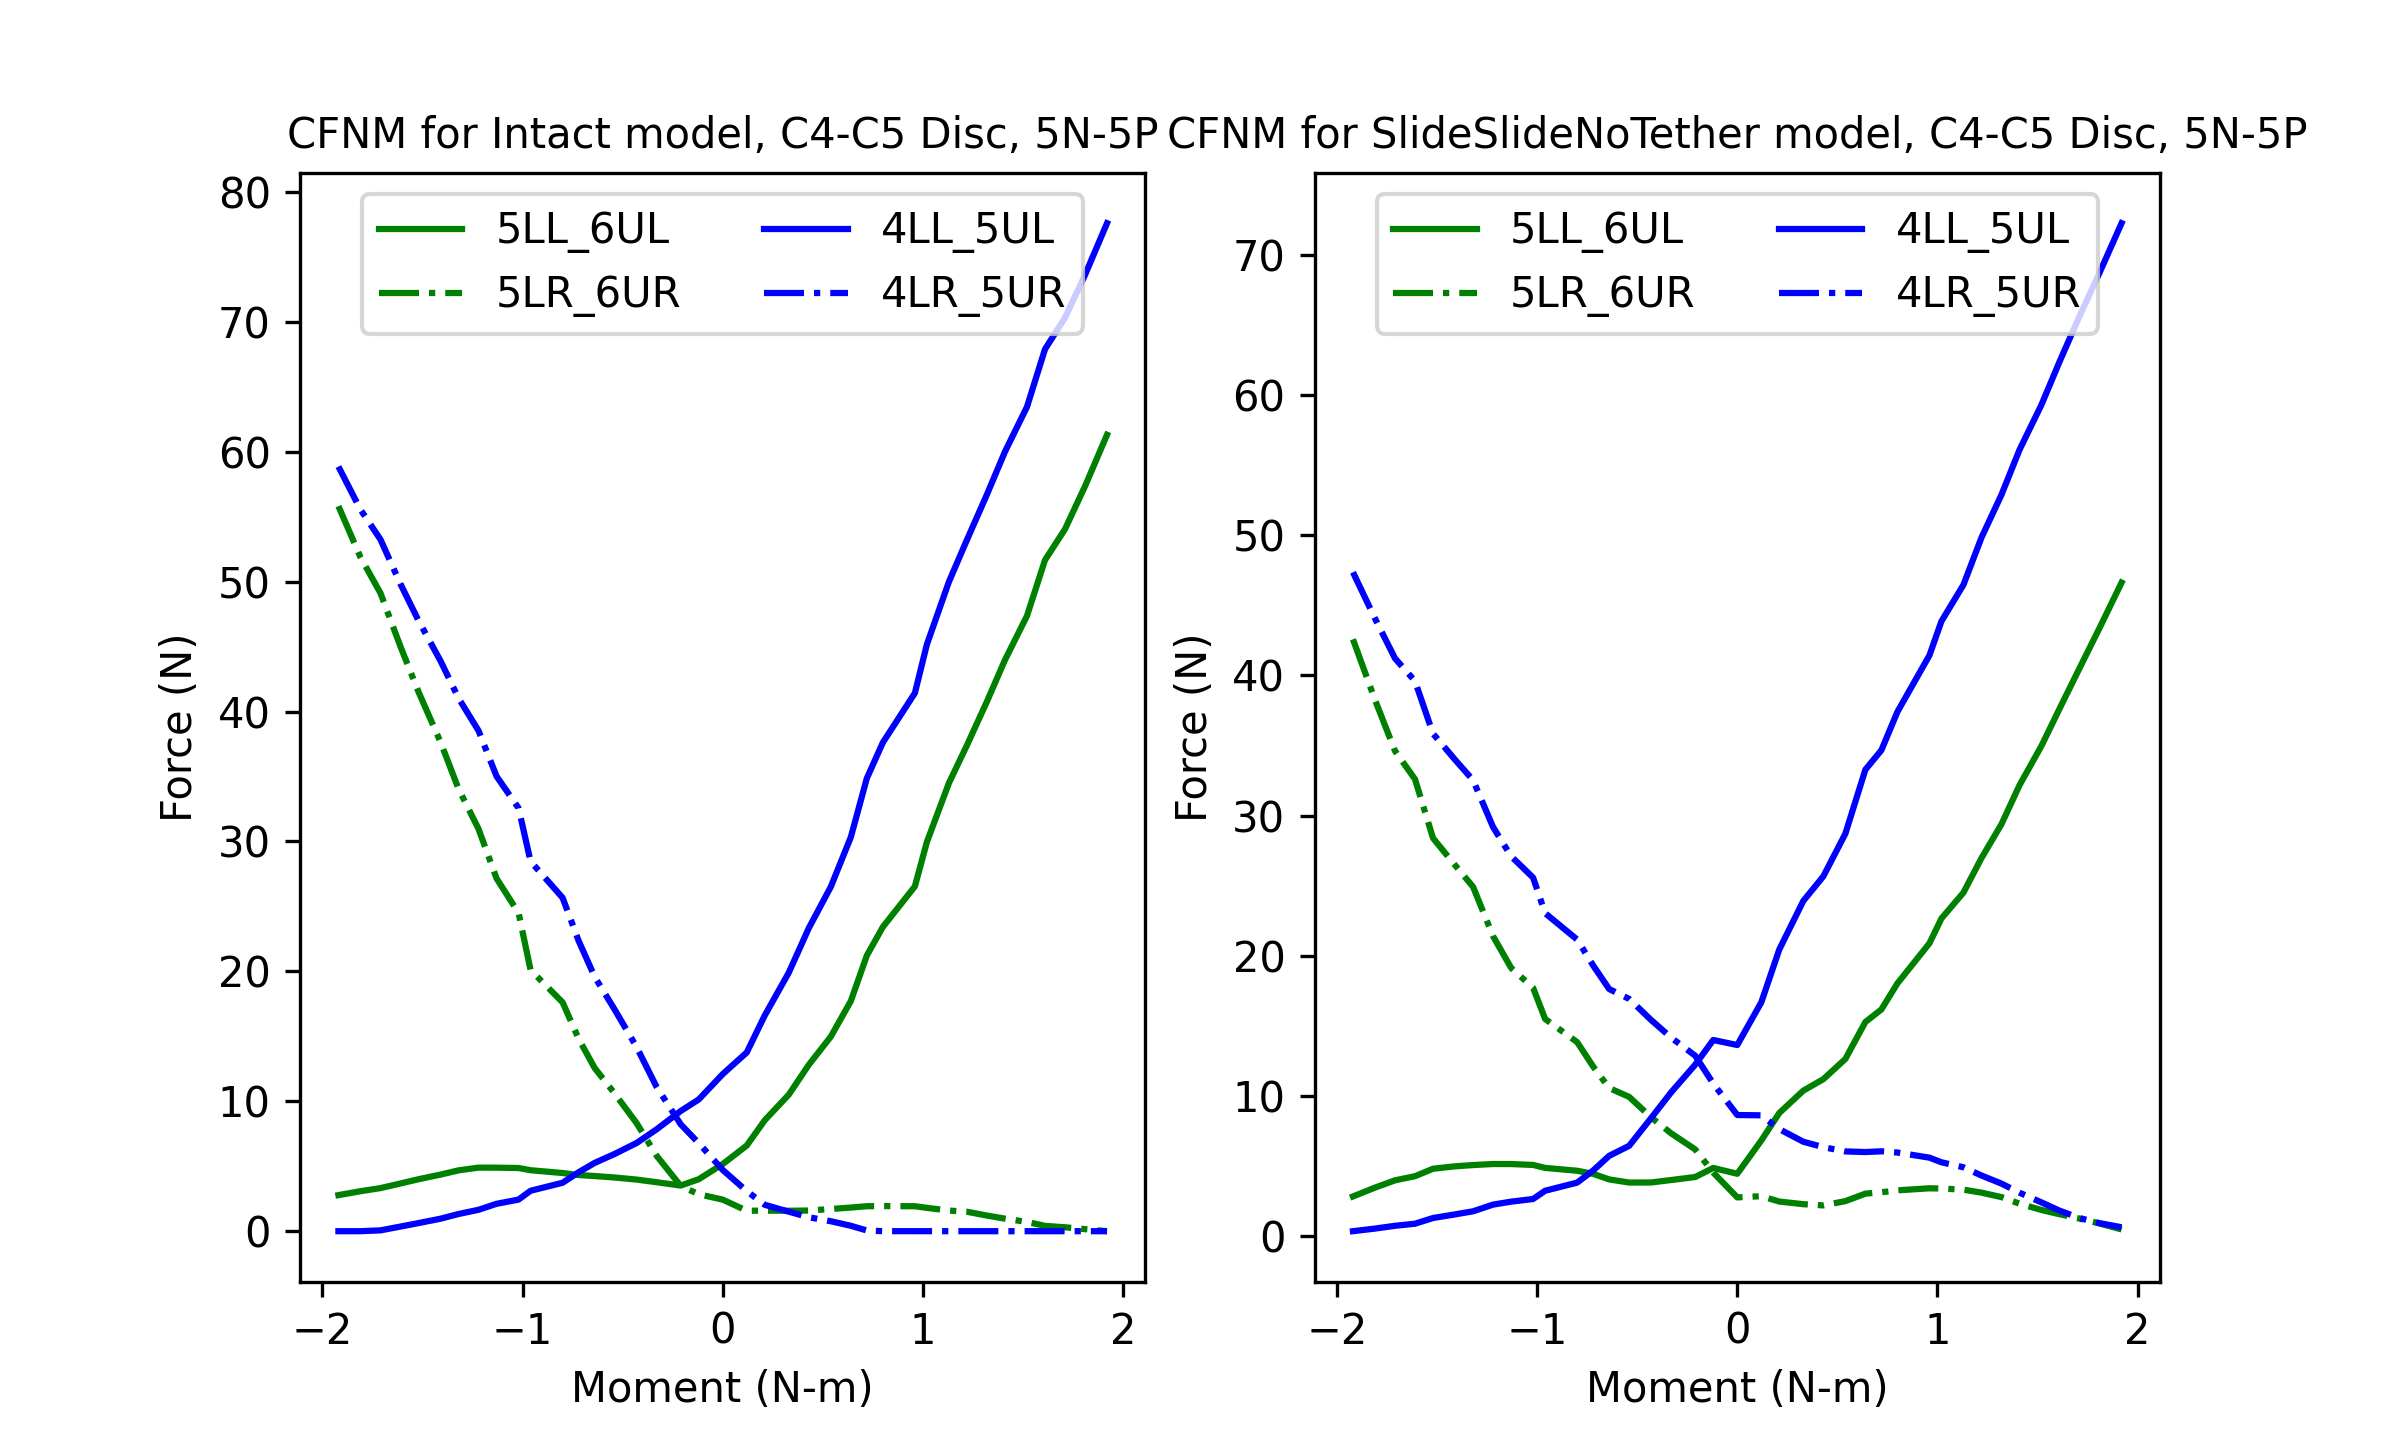 CFNM for Intact model, C4-C5 Disc, 5N-5P
80
70
60
50
40
30
20
10
0
Force (N)
5LL_6UL
5LR_6UR
4LL_5UL
4LR_5UR
−2
−1
0
1
2
Moment (N-m)
CFNM for SlideSlideNoTether model, C4-C5 Disc, 5N-5P
70
60
50
40
30
20
10
0
Force (N)
5LL_6UL
5LR_6UR
4LL_5UL
4LR_5UR
−2
−1
0
1
2
Moment (N-m)